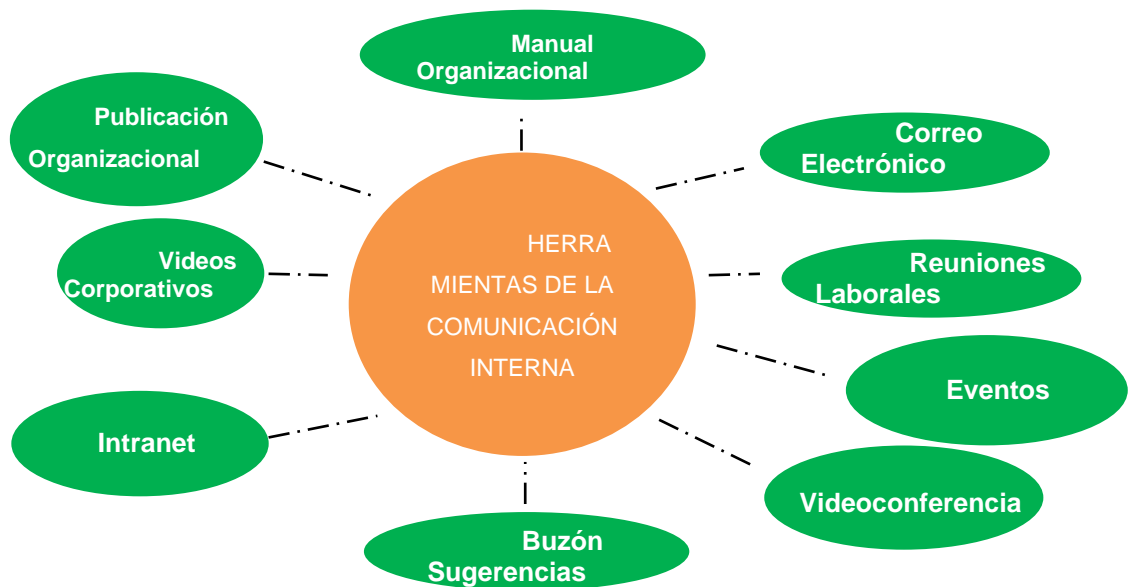 Manual
Organizacional
Publicación
Organizacional
Correo
Electrónico
Videos
Corporativos
HERRA
MIENTAS DE LA
COMUNICACIÓN
INTERNA
Reuniones
Laborales
Eventos
Intranet
Videoconferencia
Buzón
Sugerencias